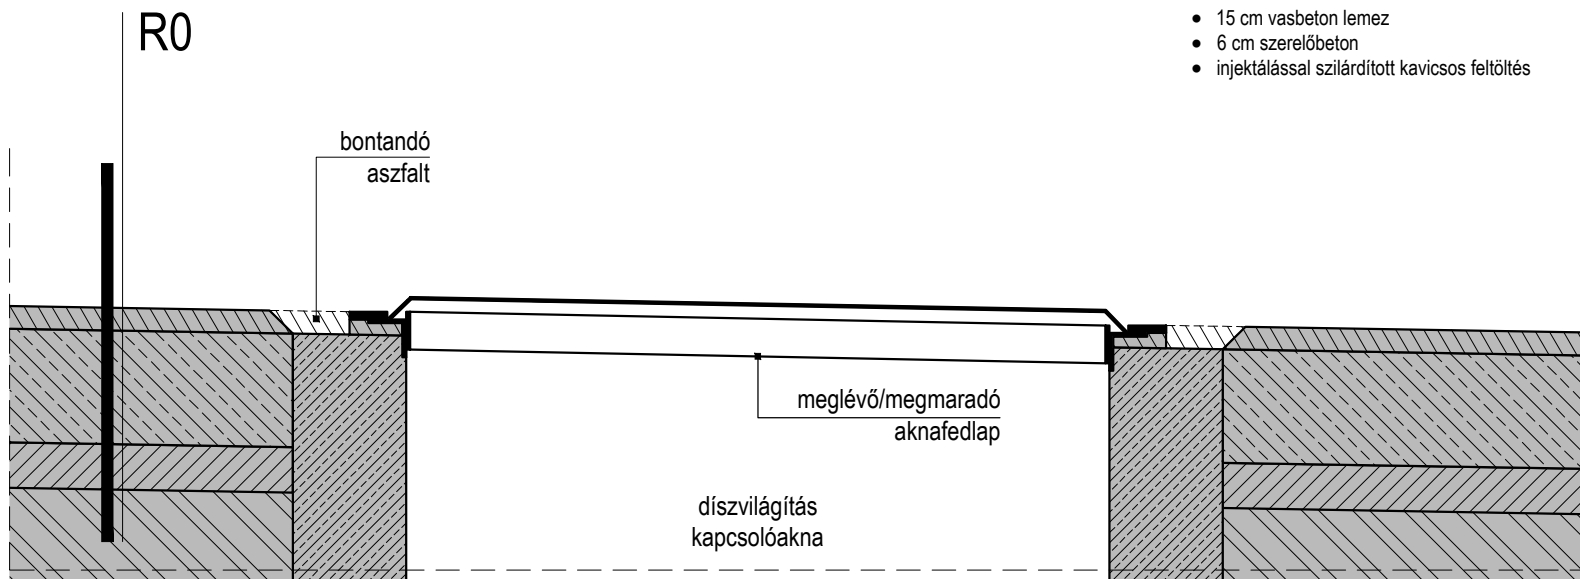 R0
• 15 cm vasbeton lemez
• 6 cm szerelőbeton
• injektálással szilárdított kavicsos feltöltés
bontandó
aszfalt
meglévő/megmaradó
aknafedlap
díszvilágítás
kapcsolóakna